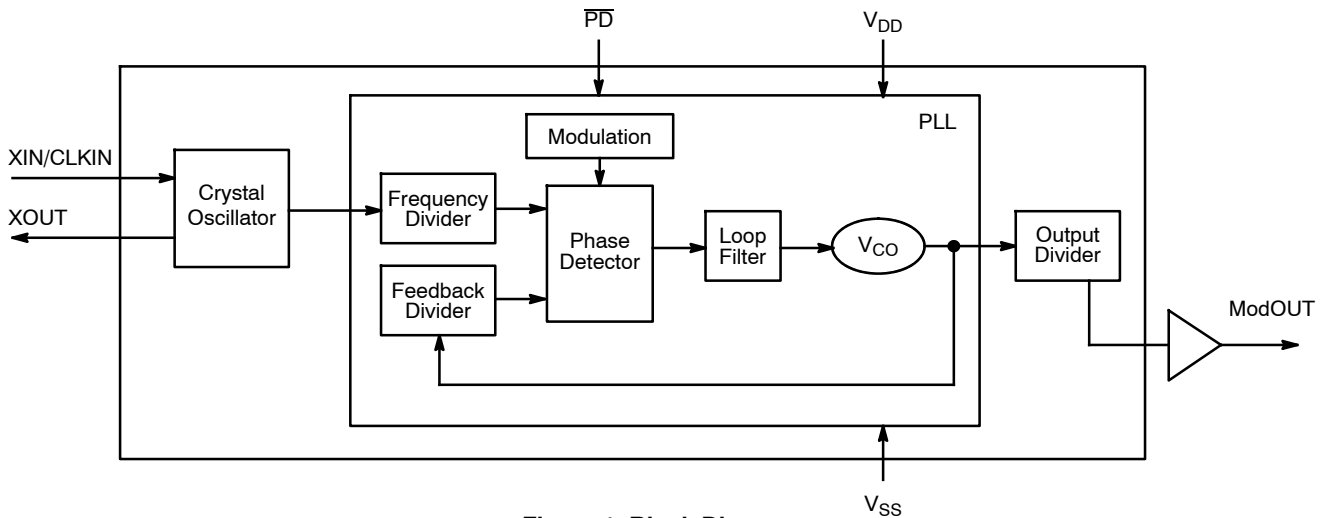 PD
VDD
PLL
Modulation
XIN/CLKIN
Crystal
Oscillator
XOUT
Frequency
Divider
Phase
Detector
Feedback
Divider
Loop
Filter
VCO
Output
Divider
ModOUT
VSS